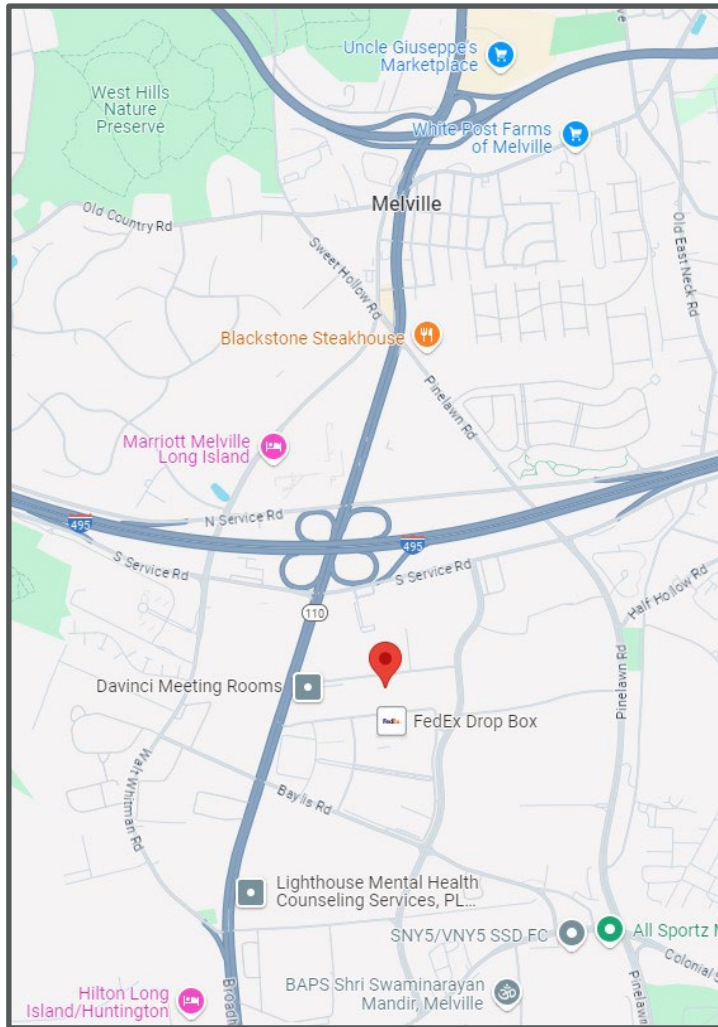 Uncle Giuseppe's
Marketplace
West Hills
Nature
Preserve
White Post Farms
of Melville
Old Country Rd
Melville
Sweet Hollow Rd
Old East Neck Rd
Blackstone Steakhouse
Pinelawn Rd
Marriott Melville
Long Island
N Service Rd
495
495
S Service Rd
S Service Rd
110
Half Hollow Rd
Davinci Meeting Rooms
Pinelawn Rd
FedEx
FedEx Drop Box
Walt Whitman Rd
Baylis Rd
Lighthouse Mental Health
Counseling Services, PL...
SNY5/VNY5 SSD FC
All Sportz M
Colonial S
Hilton Long
Island/Huntington
Broadh
BAPS Shri Swaminarayan
Mandir, Melville
ॐ
Pinelawn